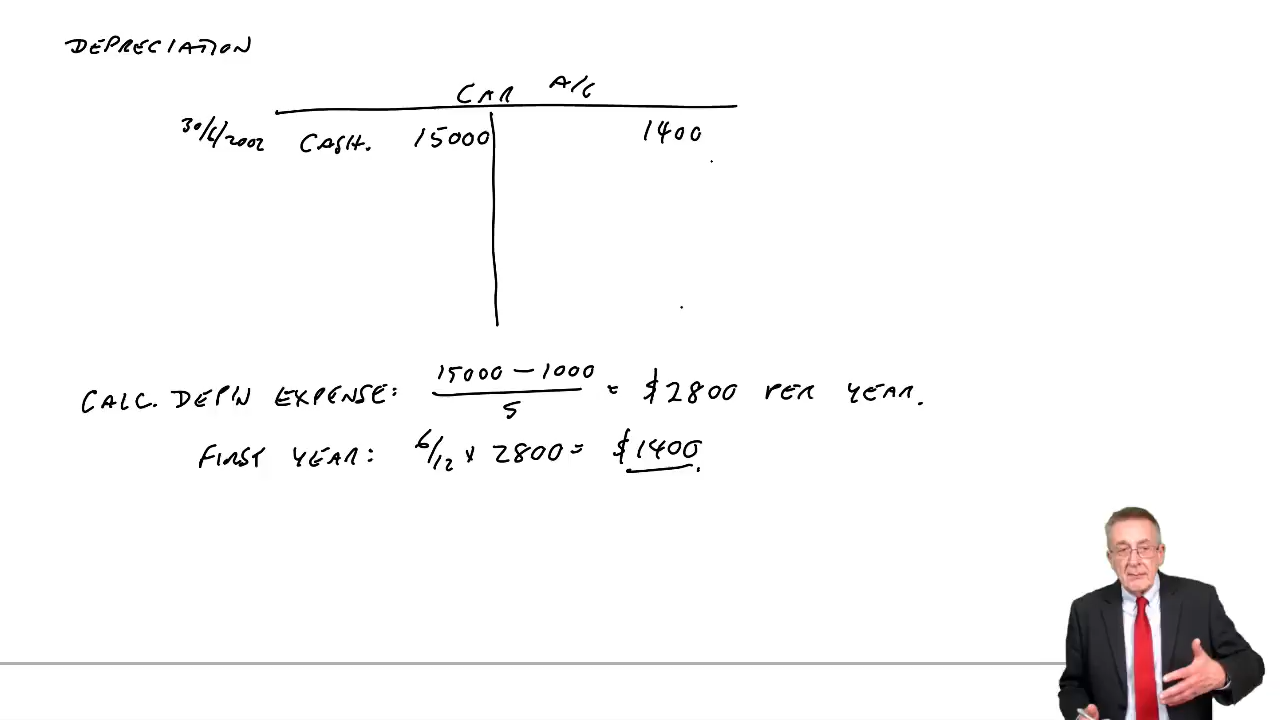 DEPRECIATION
CAR A/C
30/6/2002 CASH. 15000 1400
CALC. DEP'N EXPENSE: 15000 - 1000 / 5 = $2800 PER YEAR.
FIRST YEAR: 6/12 x 2800 = $1400.